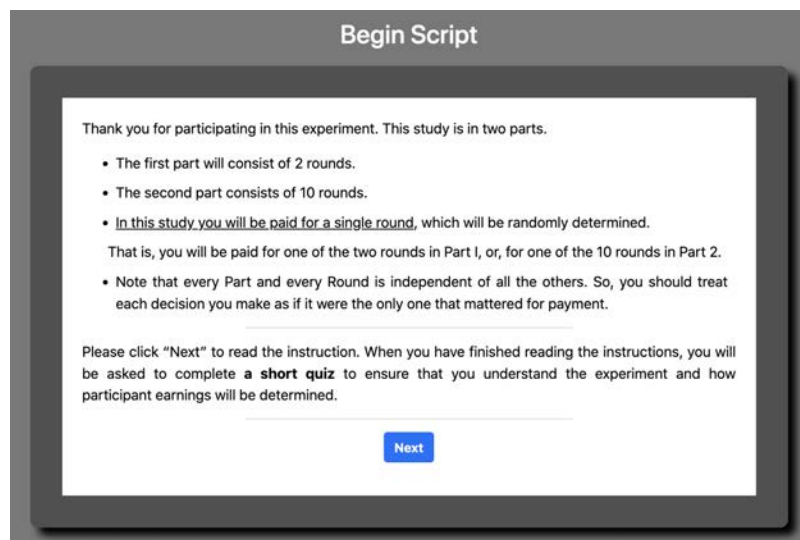 Begin Script
Thank you for participating in this experiment. This study is in two parts.
• The first part will consist of 2 rounds.
• The second part consists of 10 rounds.
• In this study you will be paid for a single round, which will be randomly determined.
That is, you will be paid for one of the two rounds in Part I, or, for one of the 10 rounds in Part 2.
• Note that every Part and every Round is independent of all the others. So, you should treat
each decision you make as if it were the only one that mattered for payment.
Please click “Next” to read the instruction. When you have finished reading the instructions, you will
be asked to complete a short quiz to ensure that you understand the experiment and how
participant earnings will be determined.
Next